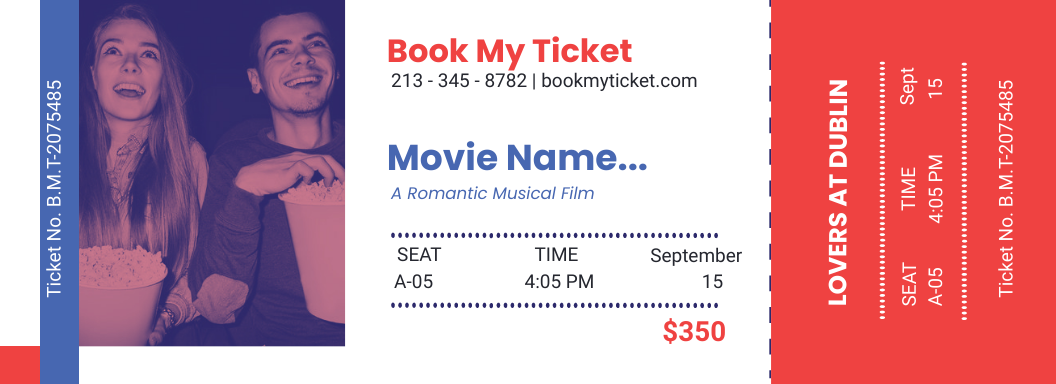 Ticket No. B.M.T-2075485
Book My Ticket
213 - 345 - 8782 | bookmyticket.com
Movie Name...
A Romantic Musical Film
SEAT TIME September
A-05 4:05 PM 15
$350
LOVERS AT DUBLIN
SEAT TIME Sept
A-05 4:05 PM 15
Ticket No. B.M.T-2075485